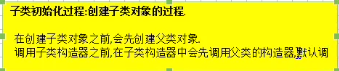 子类初始化过程:创建子类对象的过程.
在创建子类对象之前,会先创建父类对象.
调用子类构造器之前,在子类构造器中会先调用父类的构造器,默认调